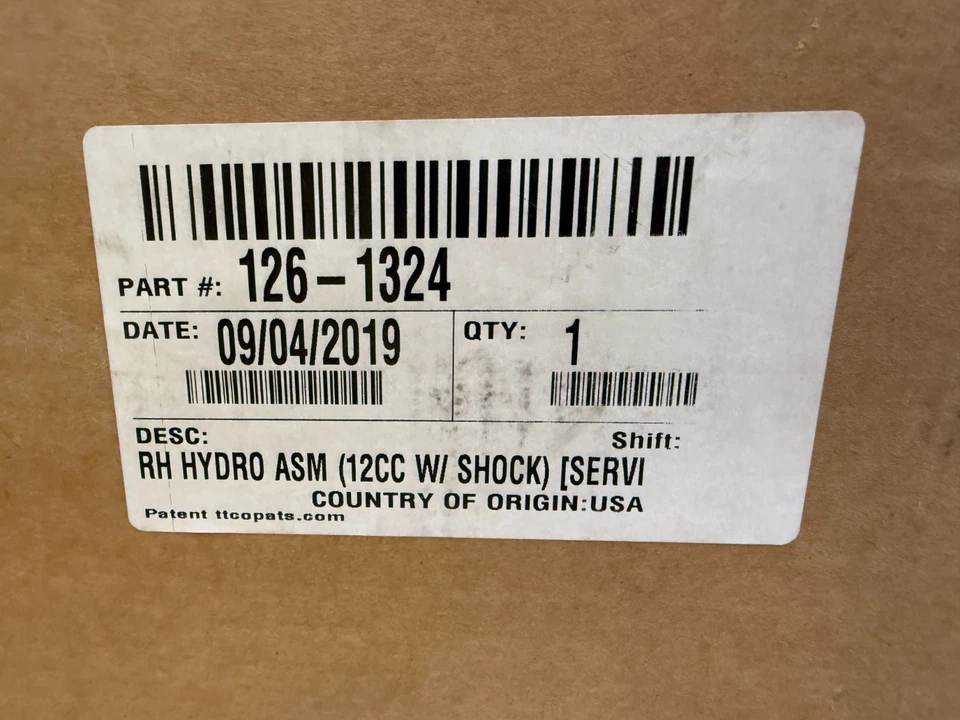 PART #: 126-1324
DATE: 09/04/2019 QTY: 1
DESC: Shift:
RH HYDRO ASM (12CC W/ SHOCK) [SERVI
COUNTRY OF ORIGIN:USA
Patent ttcopats.com